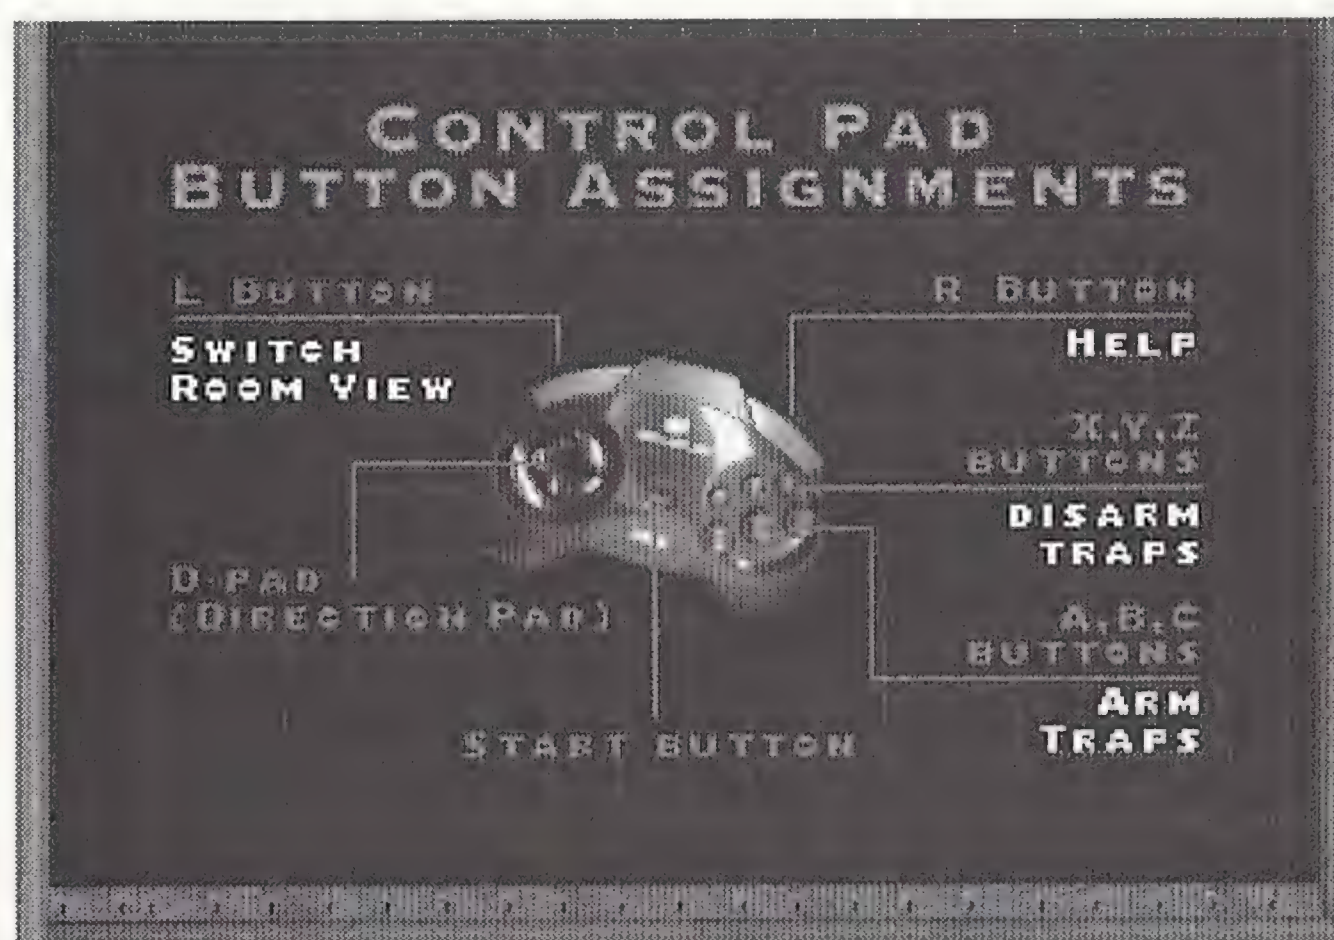 CONTROL PAD
BUTTON ASSIGNMENTS
L BUTTON
SWITCH
ROOM VIEW
R BUTTON
HELP
X,Y,Z
BUTTONS
DISARM
TRAPS
D-PAD
(DIRECTION PAD)
A,B,C
BUTTONS
ARM
TRAPS
START BUTTON